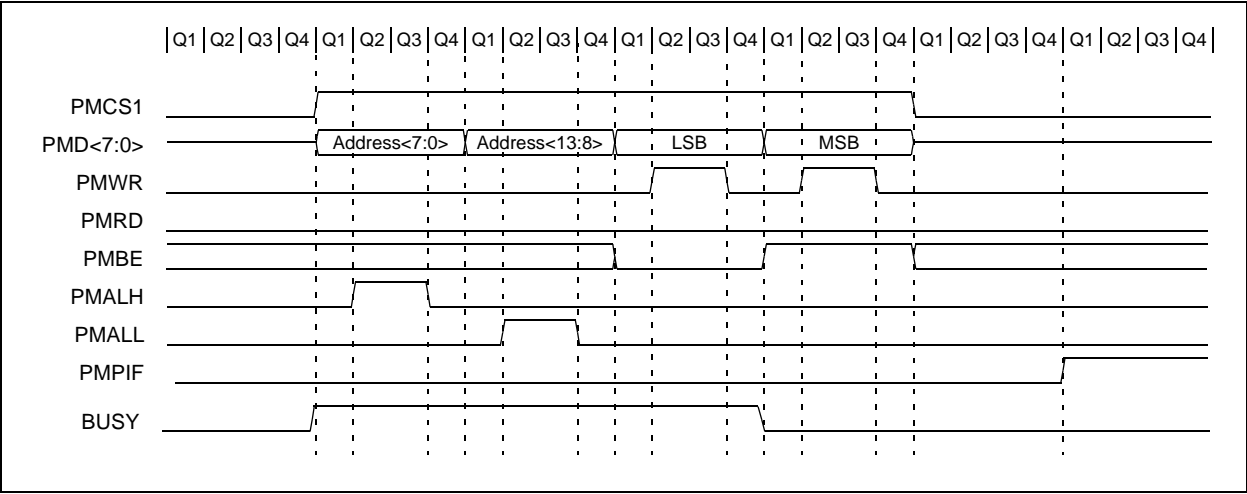 Q1 Q2 Q3 Q4 Q1 Q2 Q3 Q4 Q1 Q2 Q3 Q4 Q1 Q2 Q3 Q4 Q1 Q2 Q3 Q4 Q1 Q2 Q3 Q4 Q1 Q2 Q3 Q4
PMCS1
PMD<7:0> Address<7:0> Address<13:8> LSB MSB
PMWR
PMRD
PMBE
PMALH
PMALL
PMPIF
BUSY